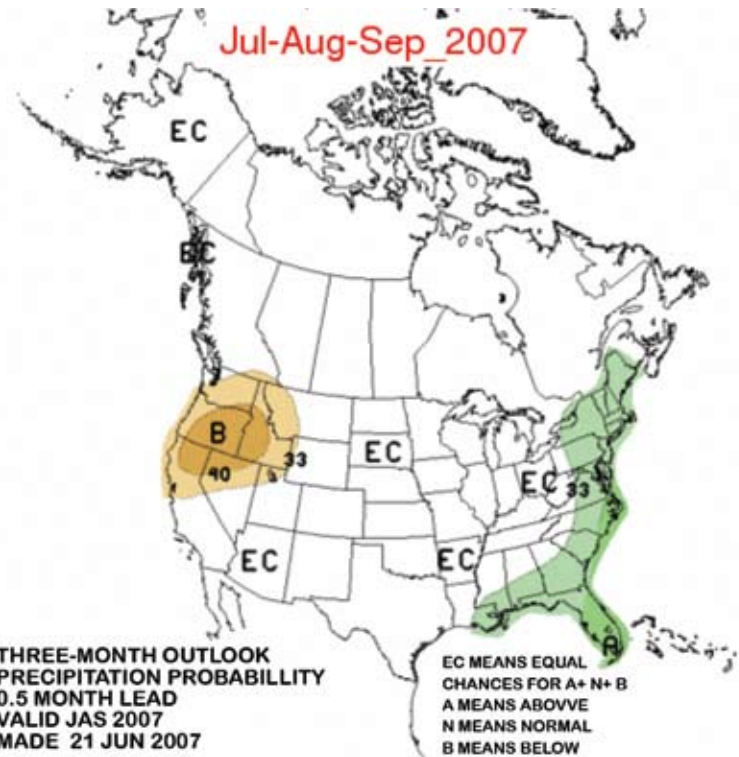 Jul-Aug-Sep_2007
EC
EC
B
40
33
EC
EC
33
EC
EC
A
THREE-MONTH OUTLOOK
PRECIPITATION PROBABILLITY
0.5 MONTH LEAD
VALID JAS 2007
MADE 21 JUN 2007
EC MEANS EQUAL
CHANCES FOR A+ N+ B
A MEANS ABOVVE
N MEANS NORMAL
B MEANS BELOW